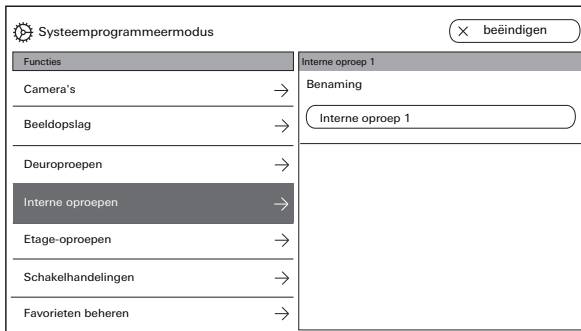 Systeemprogrammeermodus
× beëindigen
Functies
Camera's
Beeldopslag
Deuroproepen
Interne oproepen
Etage-oproepen
Schakelhandelingen
Favorieten beheren
Interne oproep 1
Benaming
Interne oproep 1